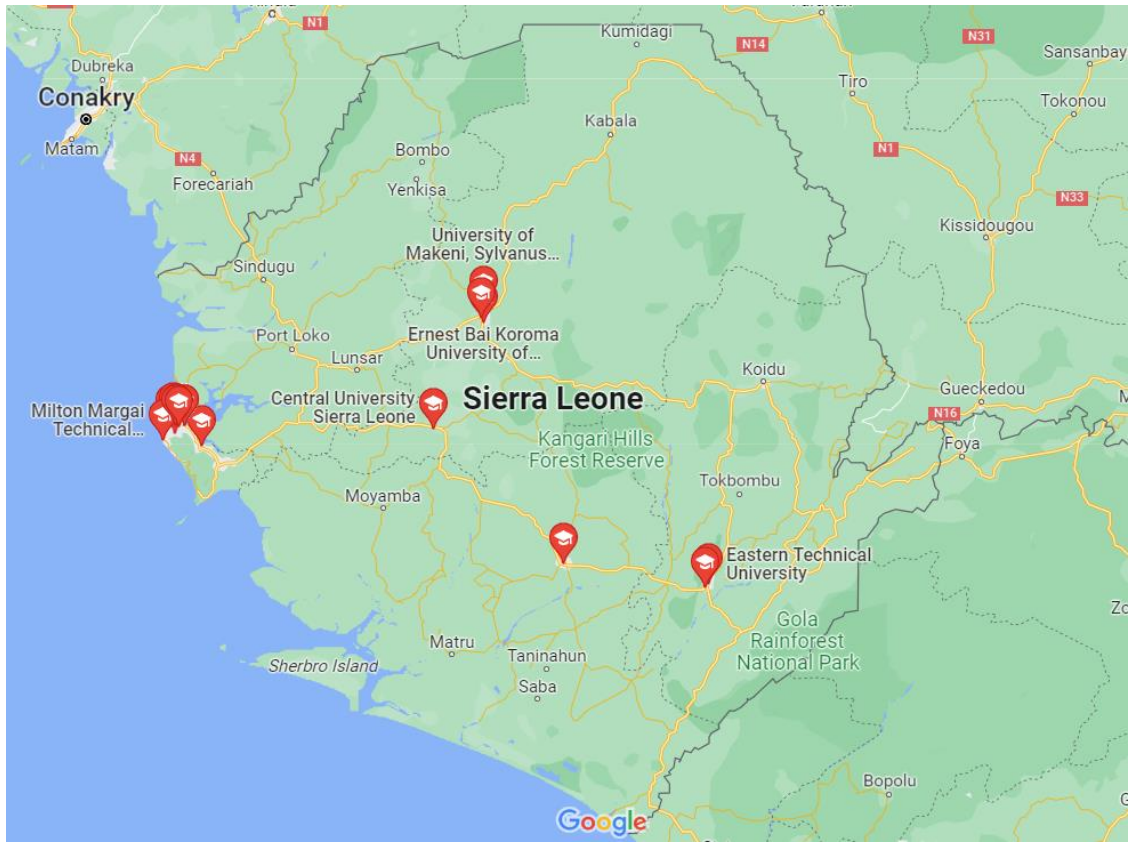 N1
Kumidagi
N14
N31
Sansanbay
Dubreka
Tiro
Conakry
Tokonou
Kabala
Matam
Bombo
N1
N4
Forecariah
Yenkisa
N33
Kissidougou
University of
Makeni, Sylvanus...
Sindugu
Port Loko
Ernest Bai Koroma
University of...
Lunsar
Koidu
Gueckedou
Central University
Sierra Leone
Sierra Leone
Milton Margai
Technical...
N16
Kangari Hills
Forest Reserve
Foya
Moyamba
Tokbombu
Eastern Technical
University
Gola
Rainforest
National Park
Matru
Taninahun
Sherbro Island
Saba
Bopolu
Google